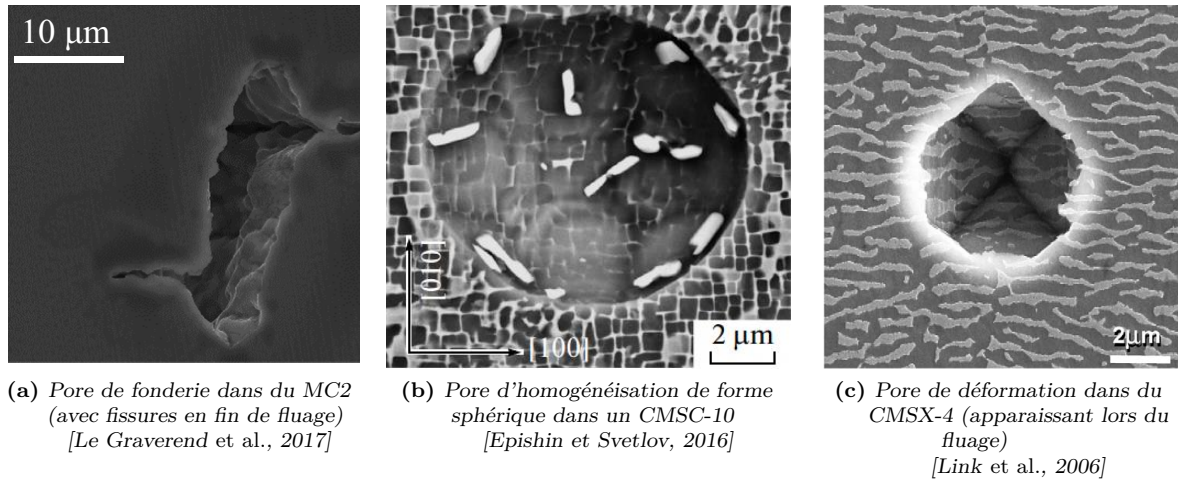 10 μm
[010]
[100]
2 μm
2μm
(a) Pore de fonderie dans du MC2
(avec fissures en fin de fluage)
[Le Graverend et al., 2017]
(b) Pore d'homogénéisation de forme
sphérique dans un CMSC-10
[Epishin et Svetlov, 2016]
(c) Pore de déformation dans du
CMSX-4 (apparaissant lors du
fluage)
[Link et al., 2006]